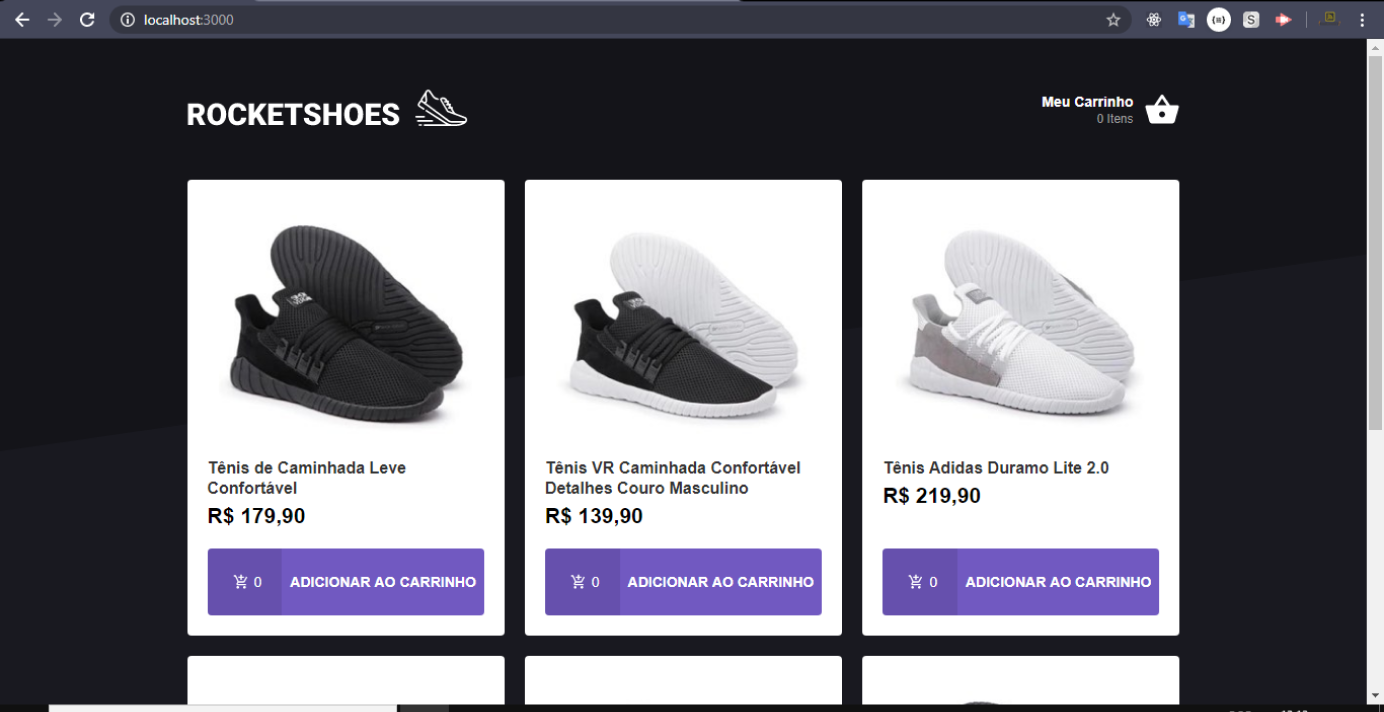 localhost:3000
ROCKETSHOES
Meu Carrinho
0 Itens
Tênis de Caminhada Leve
Confortável
R$ 179,90
0 ADICIONAR AO CARRINHO
Tênis VR Caminhada Confortável
Detalhes Couro Masculino
R$ 139,90
0 ADICIONAR AO CARRINHO
Tênis Adidas Duramo Lite 2.0
R$ 219,90
0 ADICIONAR AO CARRINHO